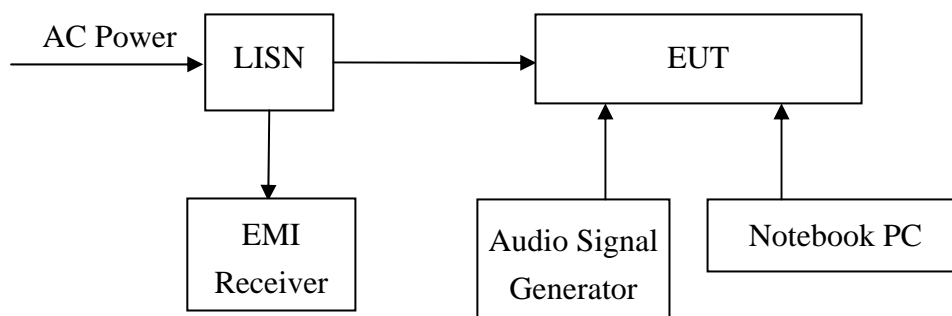 AC Power
LISN
EUT
EMI
Receiver
Audio Signal
Generator
Notebook PC